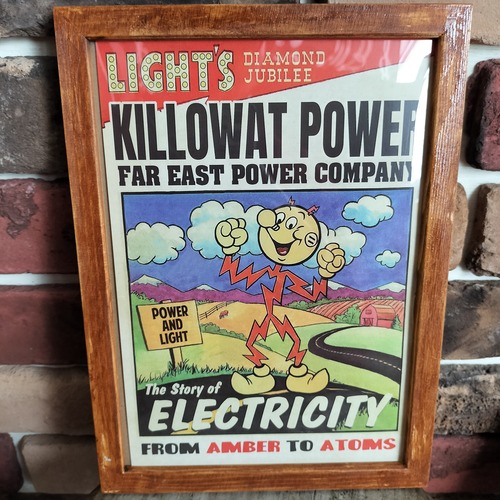 LIGHT'S
DIAMOND
JUBILEE
KILLOWAT POWER
FAR EAST POWER COMPANY
POWER
AND
LIGHT
The Story of
ELECTRICITY
FROM AMBER TO ATOMS